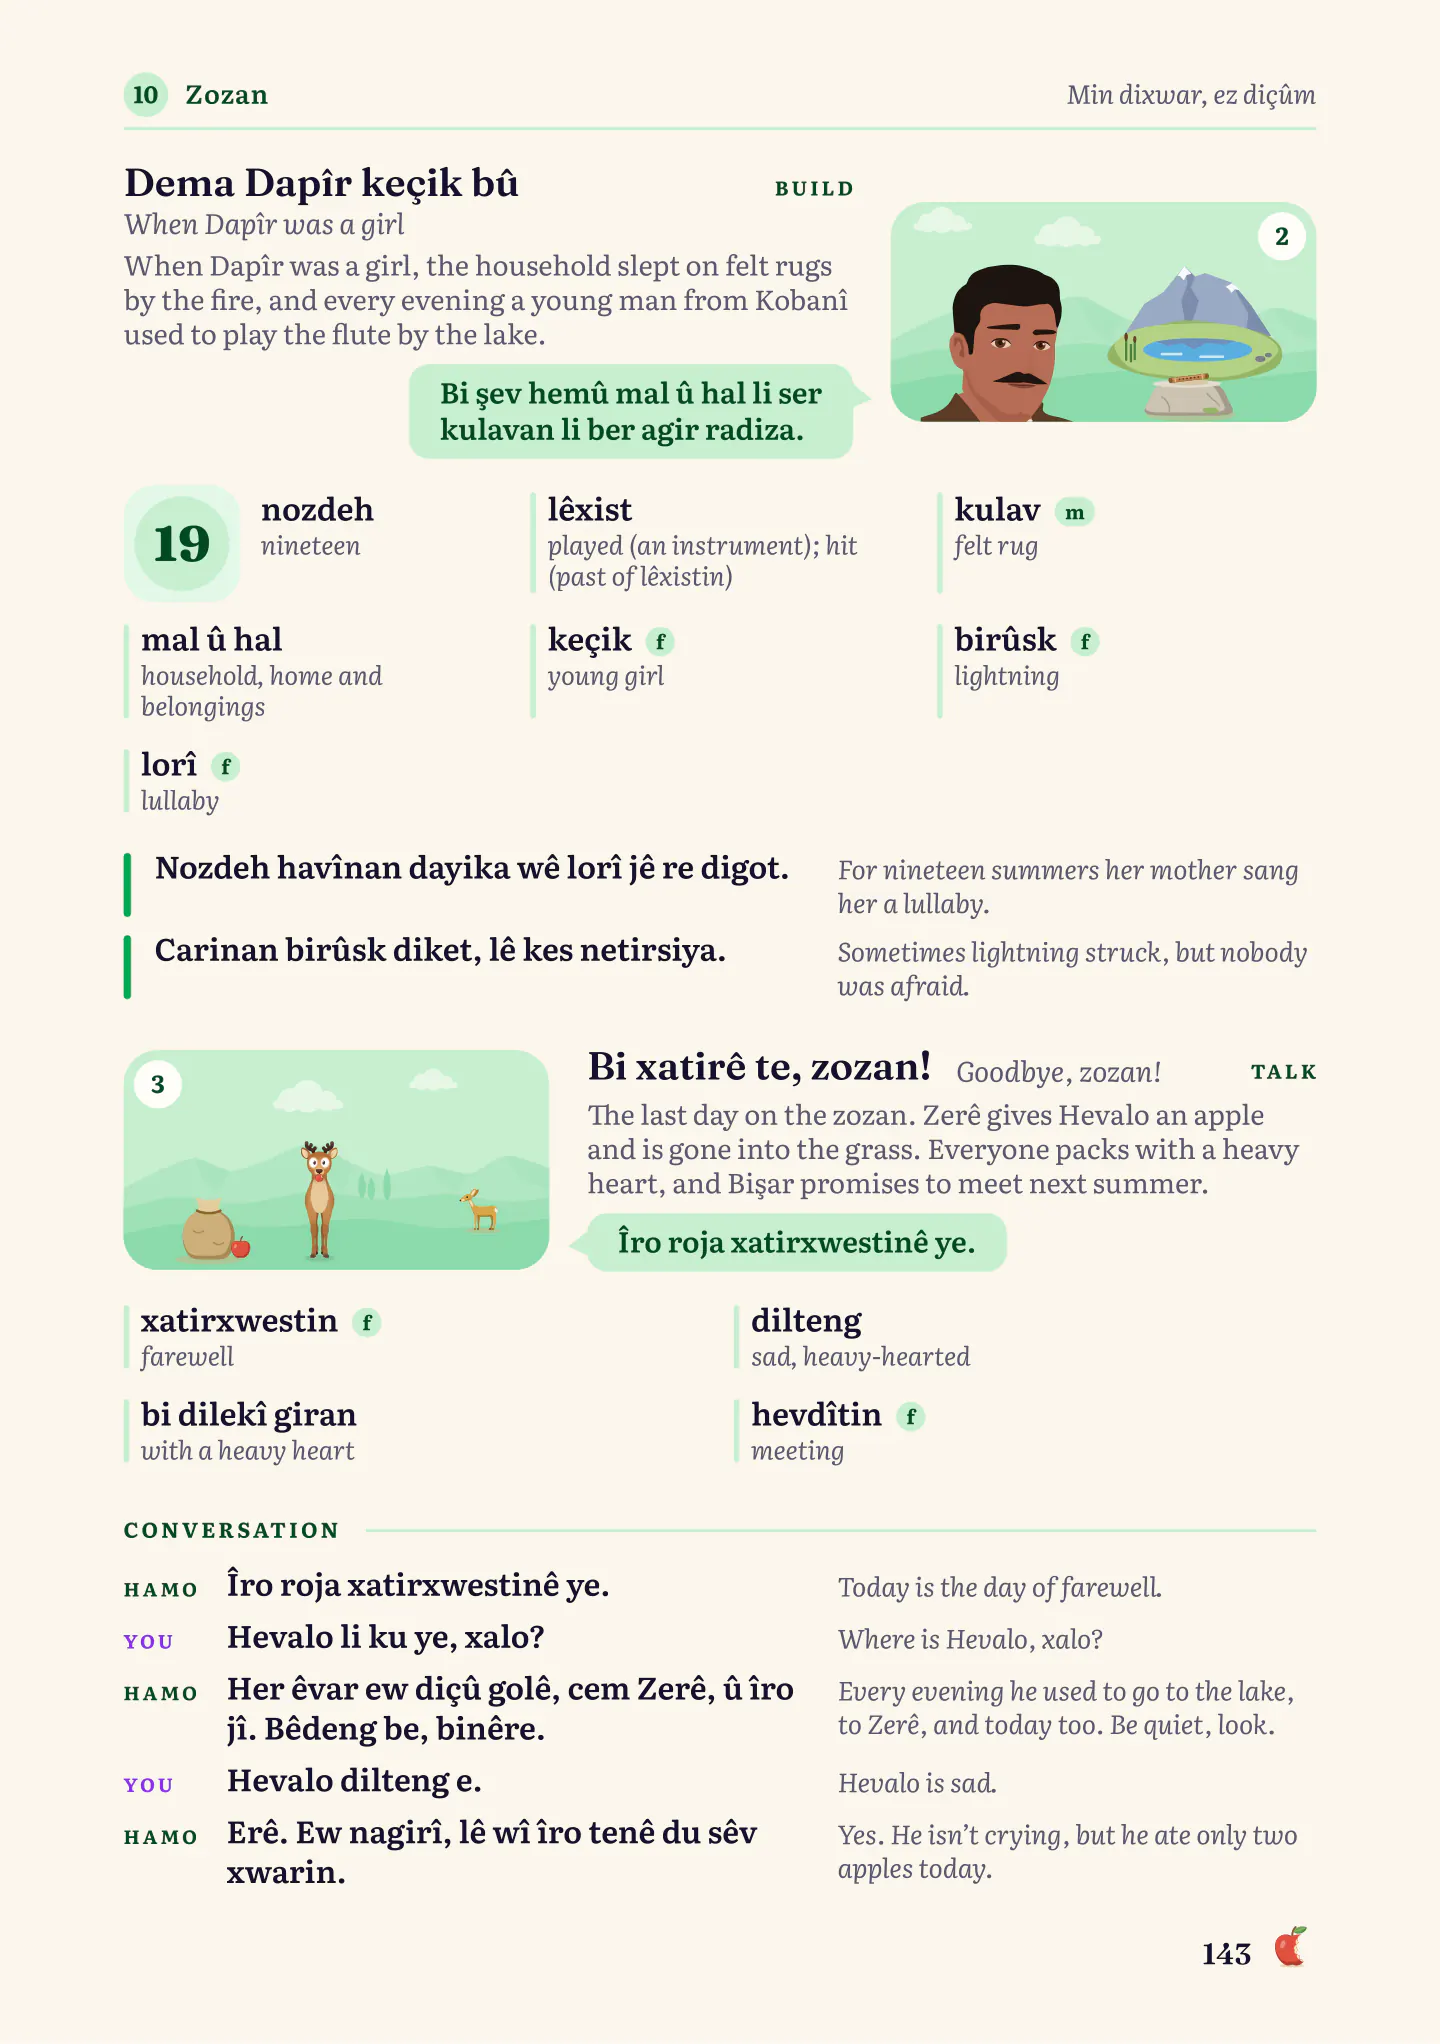 10 Zozan
Min dixwar, ez diçûm
Dema Dapîr keçik bû
BUILD
When Dapîr was a girl
When Dapîr was a girl, the household slept on felt rugs
by the fire, and every evening a young man from Kobanî
used to play the flute by the lake.
2
Bi şev hemû mal û hal li ser
kulavan li ber agir radiza.
19
nozdeh
nineteen
lêxist
played (an instrument); hit
(past of lêxistin)
kulav m
felt rug
mal û hal
household, home and
belongings
keçik f
young girl
birûsk f
lightning
lorî f
lullaby
Nozdeh havînan dayika wê lorî jê re digot.
For nineteen summers her mother sang
her a lullaby.
Carinan birûsk diket, lê kes netirsiya.
Sometimes lightning struck, but nobody
was afraid.
3
Bi xatirê te, zozan! Goodbye, zozan!
TALK
The last day on the zozan. Zerê gives Hevalo an apple
and is gone into the grass. Everyone packs with a heavy
heart, and Bişar promises to meet next summer.
Îro roja xatirxwestinê ye.
xatirxwestin f
farewell
dilteng
sad, heavy-hearted
bi dilekî giran
with a heavy heart
hevdîtin f
meeting
CONVERSATION
HAMO Îro roja xatirxwestinê ye.
Today is the day of farewell.
YOU Hevalo li ku ye, xalo?
Where is Hevalo, xalo?
HAMO Her êvar ew diçû golê, cem Zerê, û îro
jî. Bêdeng be, binêre.
Every evening he used to go to the lake,
to Zerê, and today too. Be quiet, look.
YOU Hevalo dilteng e.
Hevalo is sad.
HAMO Erê. Ew nagirî, lê wî îro tenê du sêv
xwarin.
Yes. He isn’t crying, but he ate only two
apples today.
143